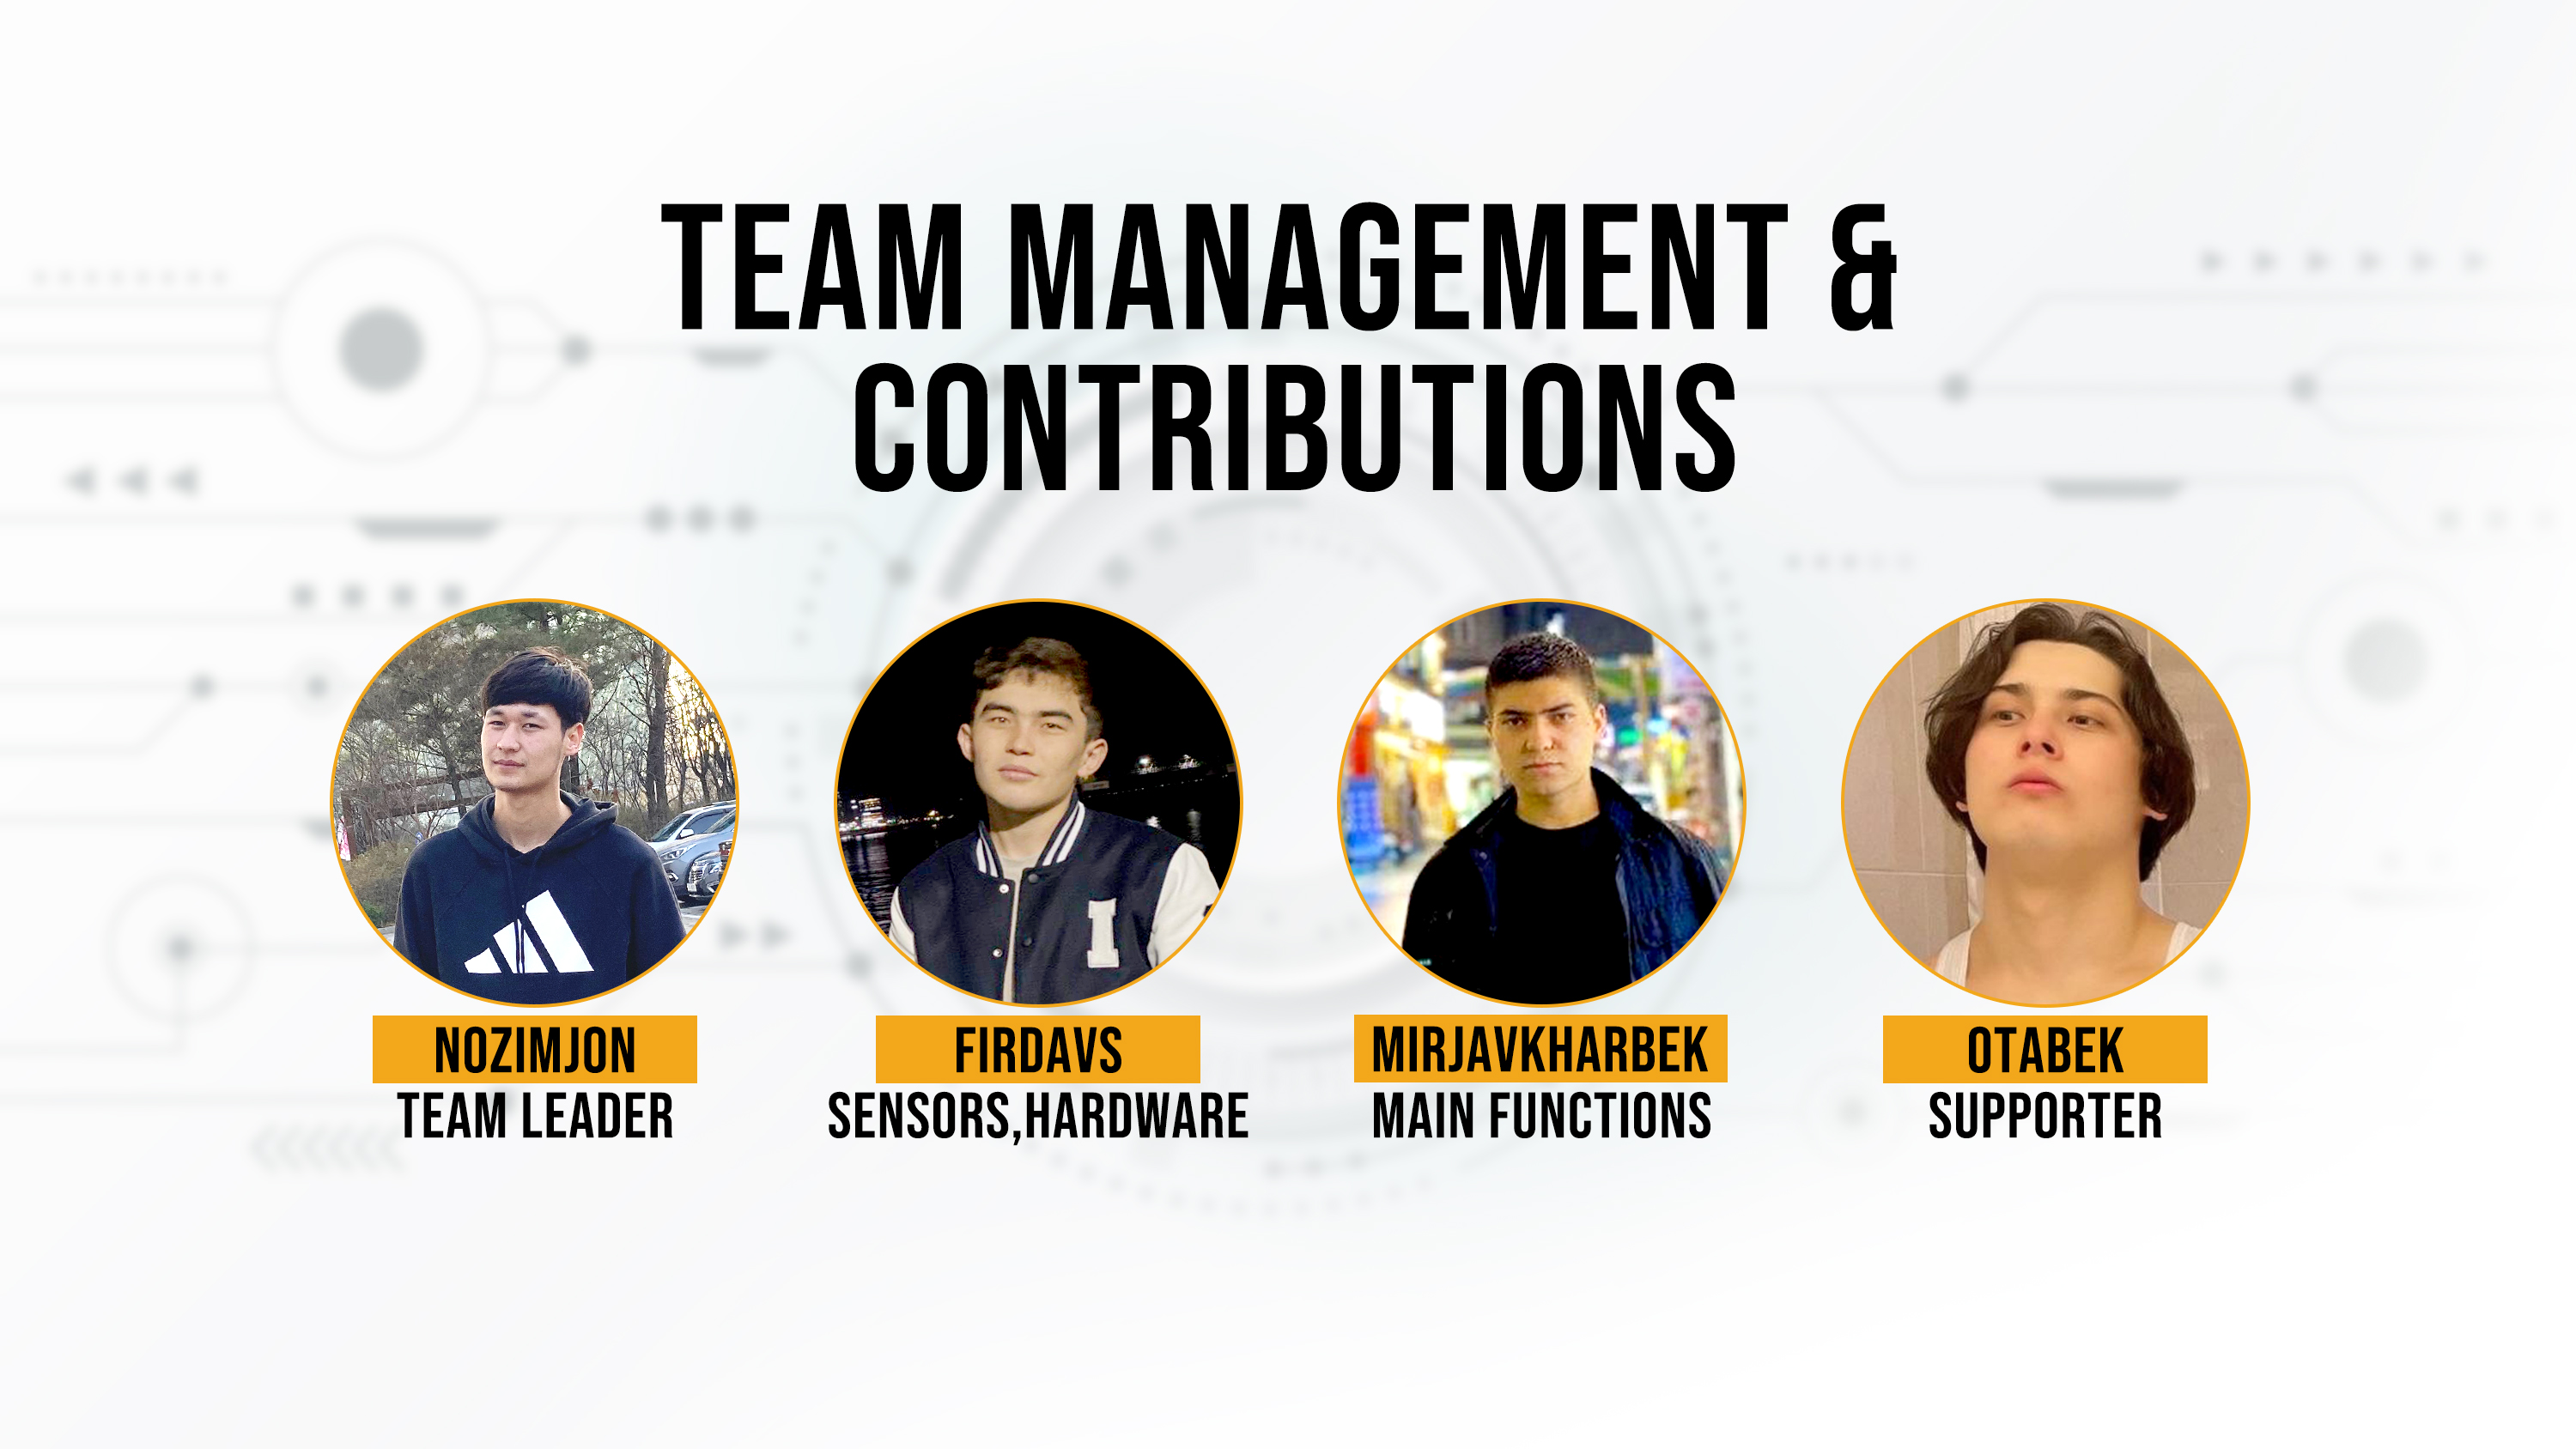 TEAM MANAGEMENT &
CONTRIBUTIONS
NOZIMJON
TEAM LEADER
FIRDAVS
SENSORS,HARDWARE
MIRJAVKHARBEK
MAIN FUNCTIONS
OTABEK
SUPPORTER
I